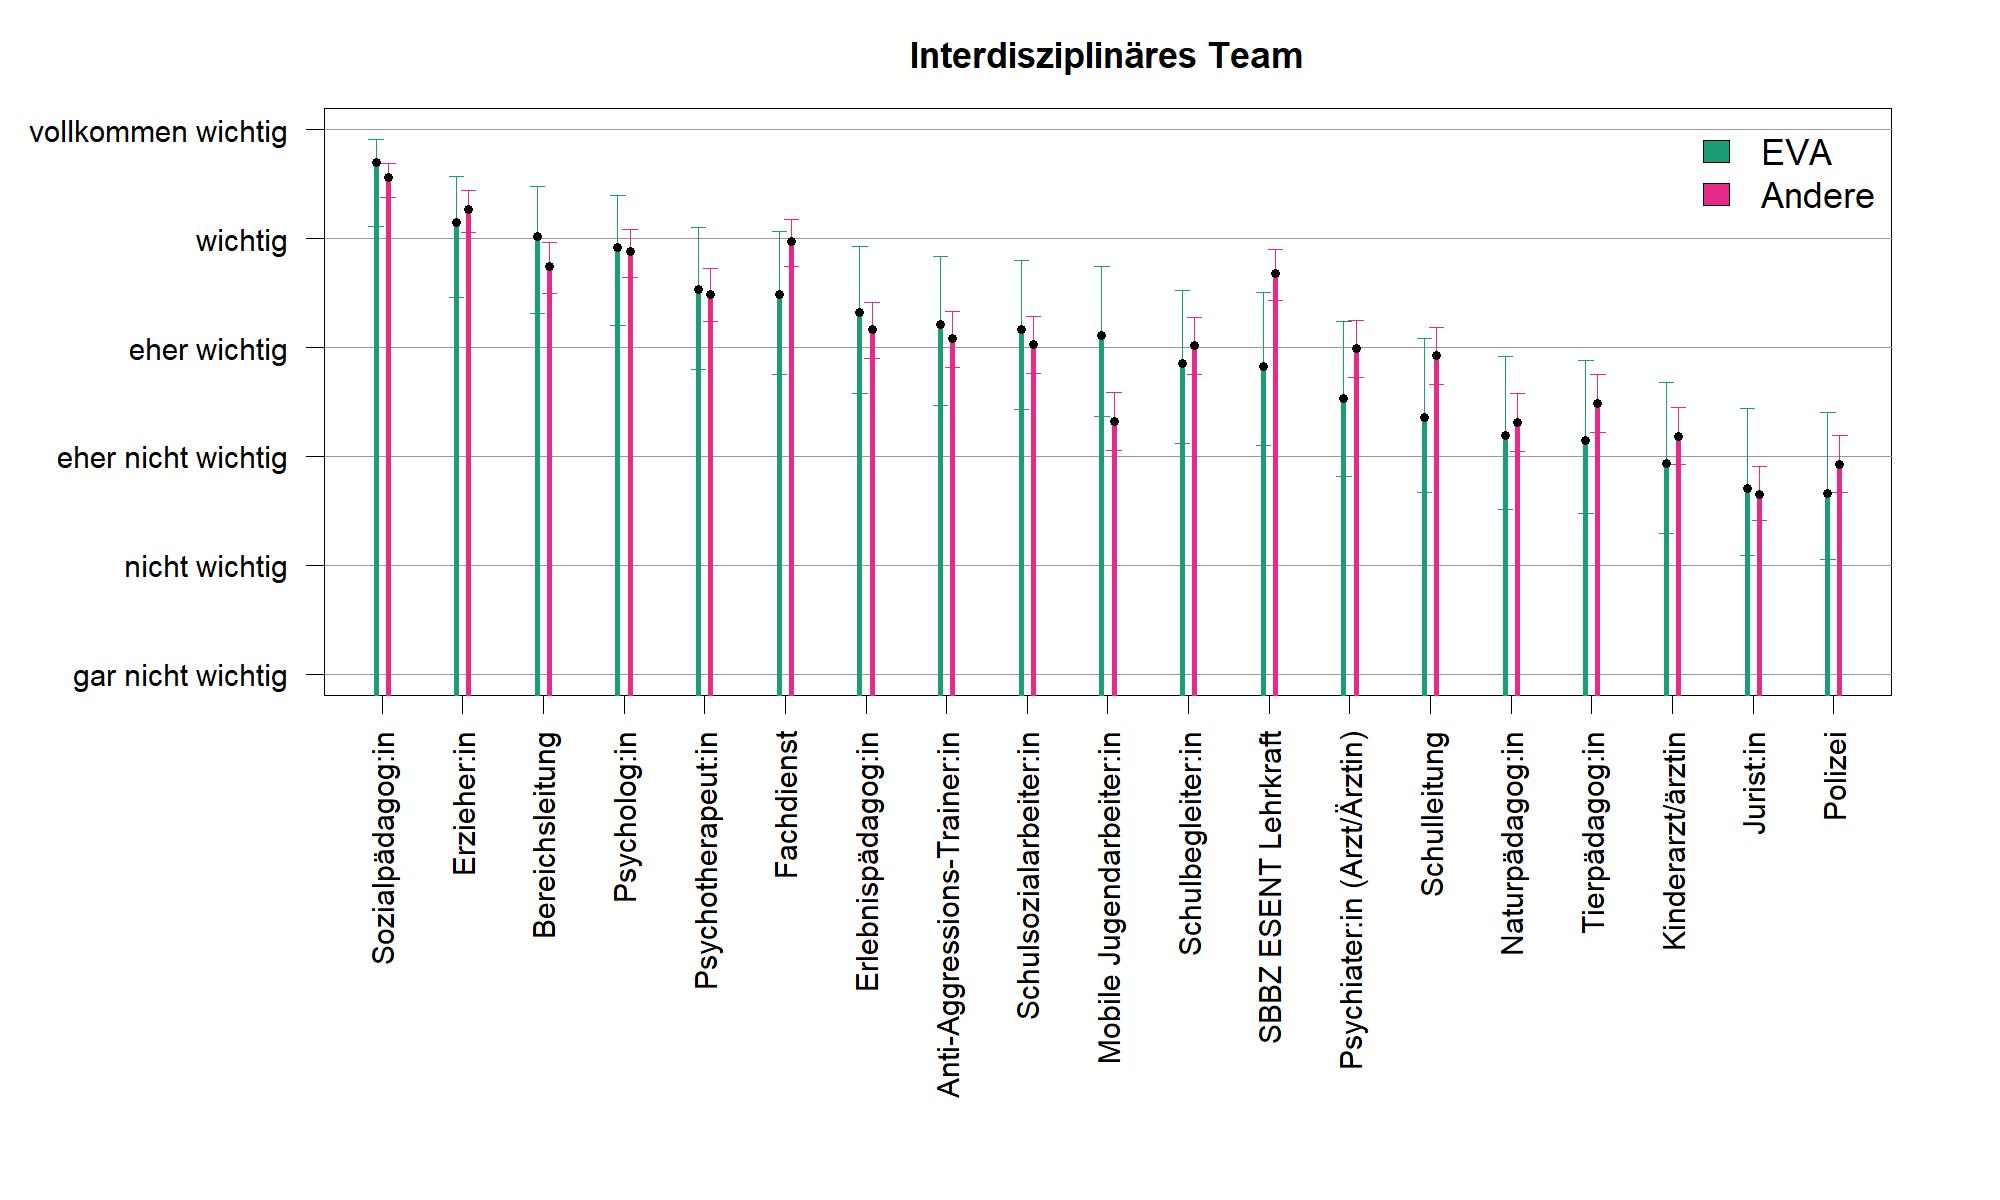 Interdisziplinäres Team
vollkommen wichtig
wichtig
eher wichtig
eher nicht wichtig
nicht wichtig
gar nicht wichtig
EVA
Andere
Sozialpädagog:in
Erzieher:in
Bereichsleitung
Psycholog:in
Psychotherapeut:in
Fachdienst
Erlebnispädagog:in
Anti-Aggressions-Trainer:in
Schulsozialarbeiter:in
Mobile Jugendarbeiter:in
Schulbegleiter:in
SBBZ ESENT Lehrkraft
Psychiater:in (Arzt/Ärztin)
Schulleitung
Naturpädagog:in
Tierpädagog:in
Kinderarzt/ärztin
Jurist:in
Polizei